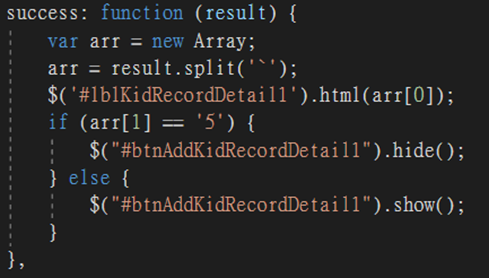 success: function (result) {
var arr = new Array;
arr = result.split('`');
$('#lblKidRecordDetail1').html(arr[0]);
if (arr[1] == '5') {
$("#btnAddKidRecordDetail1").hide();
} else {
$("#btnAddKidRecordDetail1").show();
}
},